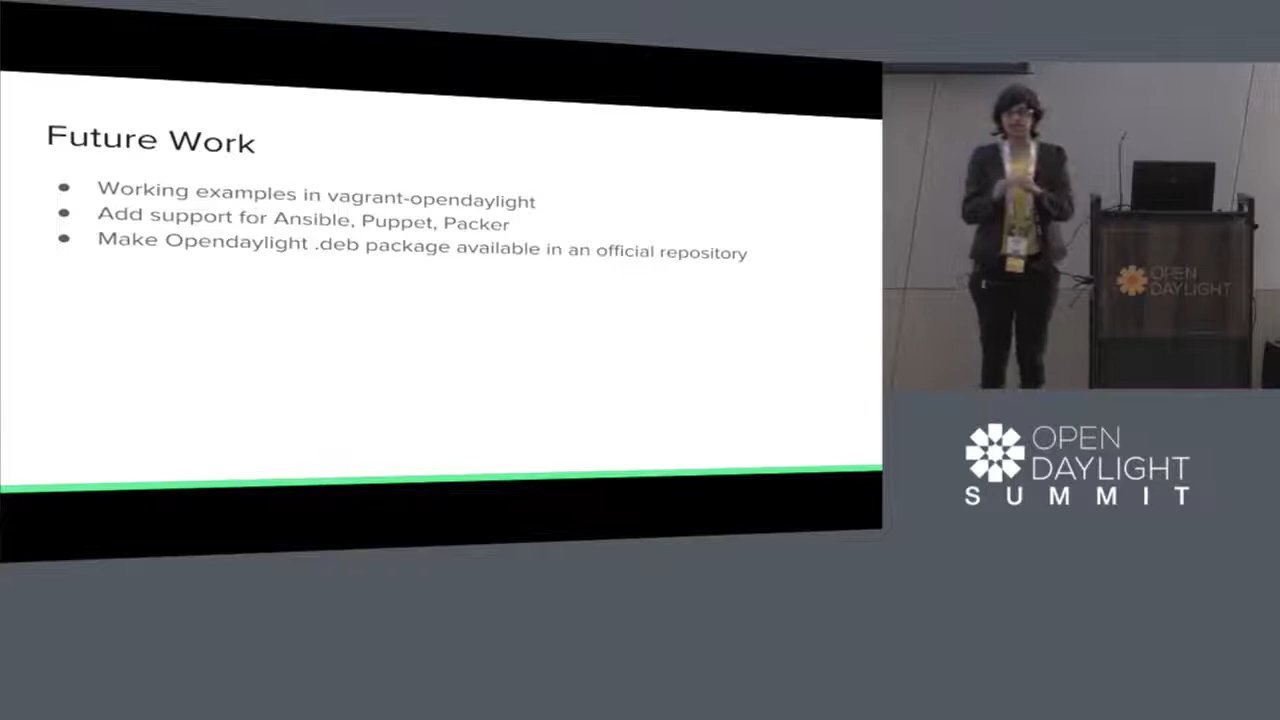 Future Work
● Working examples in vagrant-opendaylight
● Add support for Ansible, Puppet, Packer
● Make Opendaylight .deb package available in an official repository
OPEN
DAYLIGHT
OPEN
DAYLIGHT
SUMMIT